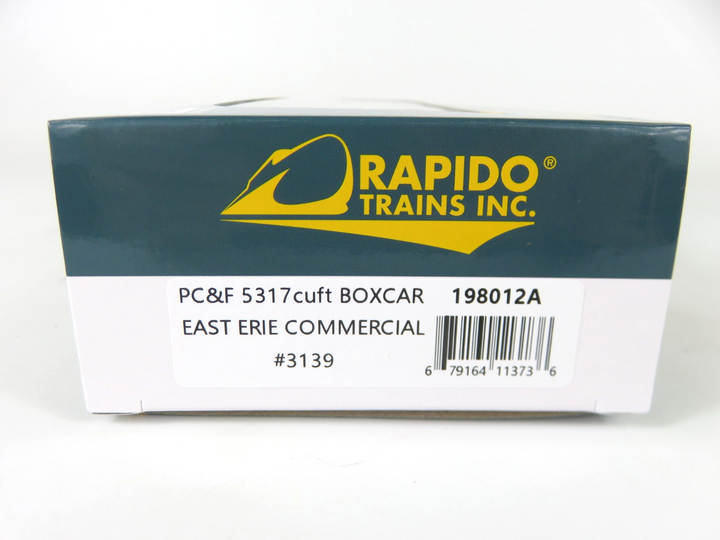 RAPIDO®
TRAINS INC.
PC&F 5317cuft BOXCAR 198012A
EAST ERIE COMMERCIAL
#3139
6 79164 11373 6